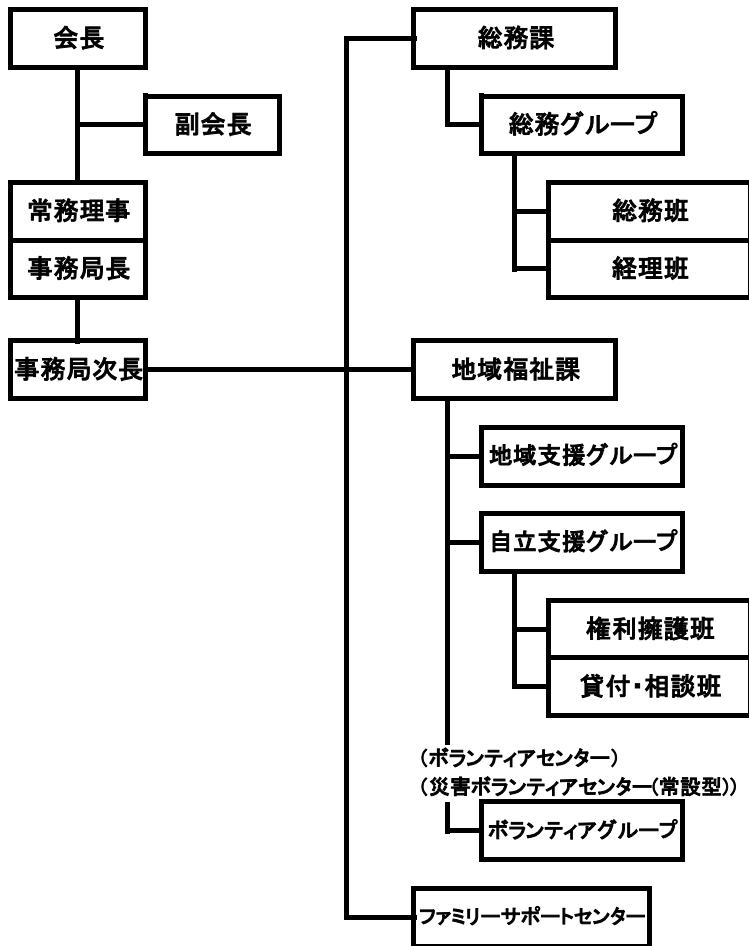 会長
副会長
常務理事
事務局長
事務局次長
総務課
総務グループ
総務班
経理班
地域福祉課
地域支援グループ
自立支援グループ
権利擁護班
貸付・相談班
(ボランティアセンター)
(災害ボランティアセンター(常設型))
ボランティアグループ
ファミリーサポートセンター